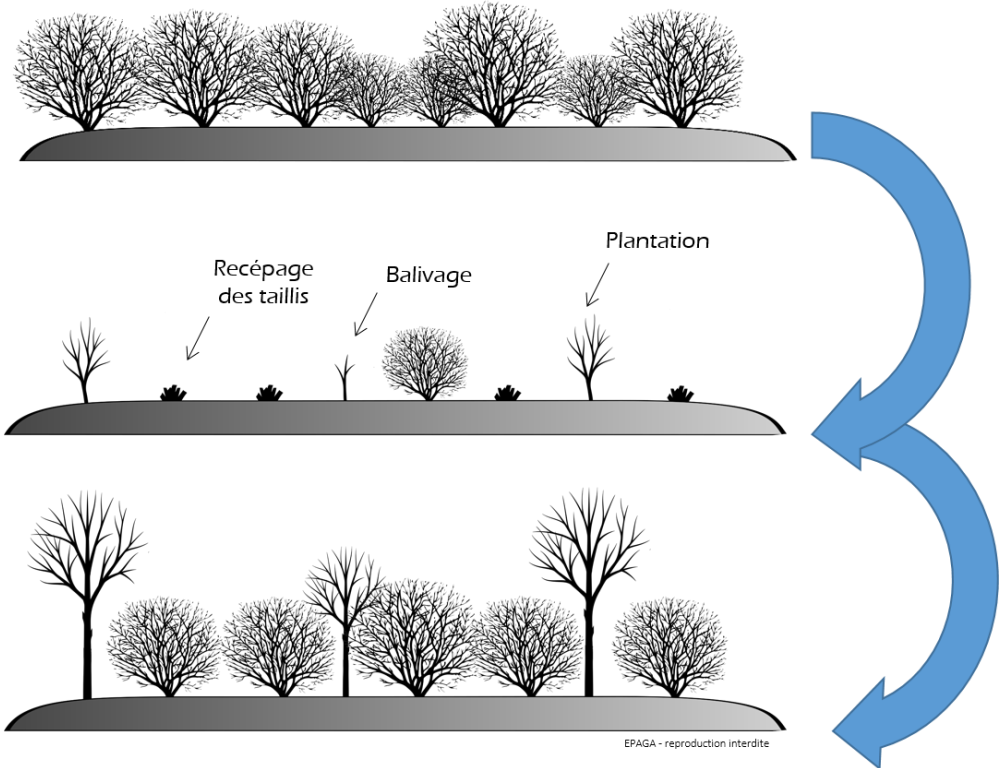 Plantation
Recépage
des taillis
Balivage
EPAGA - reproduction interdite